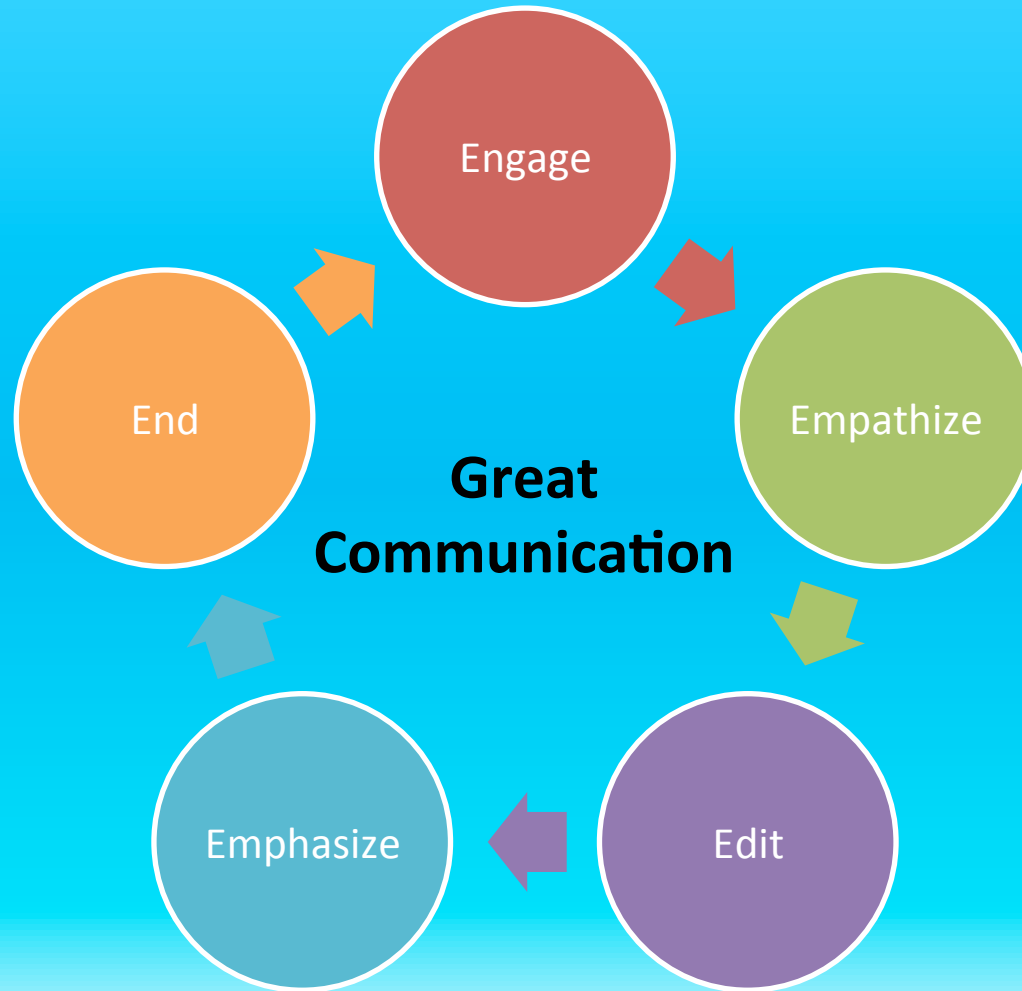 Engage
Empathize
Edit
Emphasize
End
Great
Communication